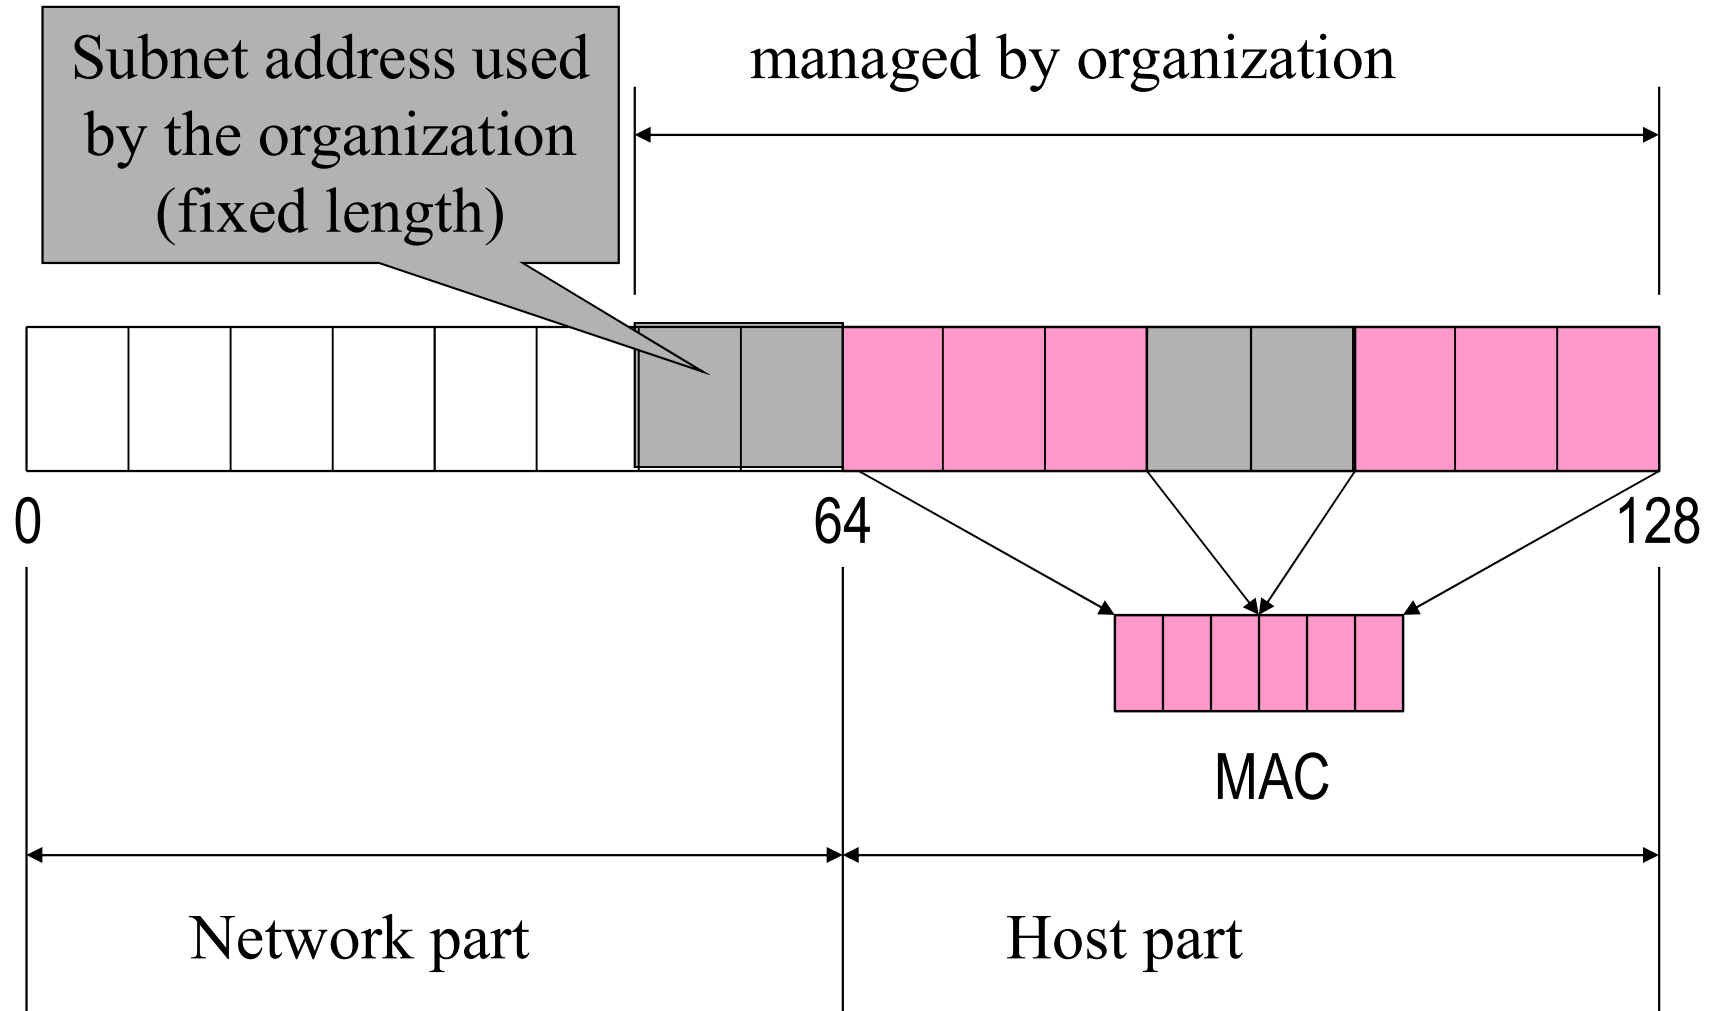 Subnet address used
by the organization
(fixed length)
managed by organization
0
64
128
MAC
Network part
Host part